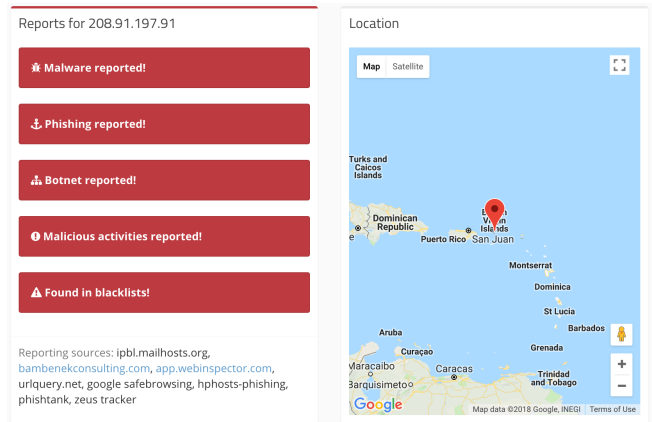 Reports for 208.91.197.91
Malware reported!
Phishing reported!
Botnet reported!
Malicious activities reported!
Found in blacklists!
Reporting sources: ipbl.mailhosts.org,
bambenekconsulting.com, app.webinspector.com,
urlquery.net, google safebrowsing, hphosts-phishing,
phishtank, zeus tracker
Location
Map Satellite
Turks and
Caicos
Islands
Dominican
Republic
e
Puerto Rico
San Juan
Islands
Montserrat
Dominica
St Lucia
Barbados
Aruba
Curaçao
Grenada
Maracaibo
Caracas
Barquisimeto
Trinidad
and Tobago
+
−
Google
Map data ©2018 Google, INEGI Terms of Use